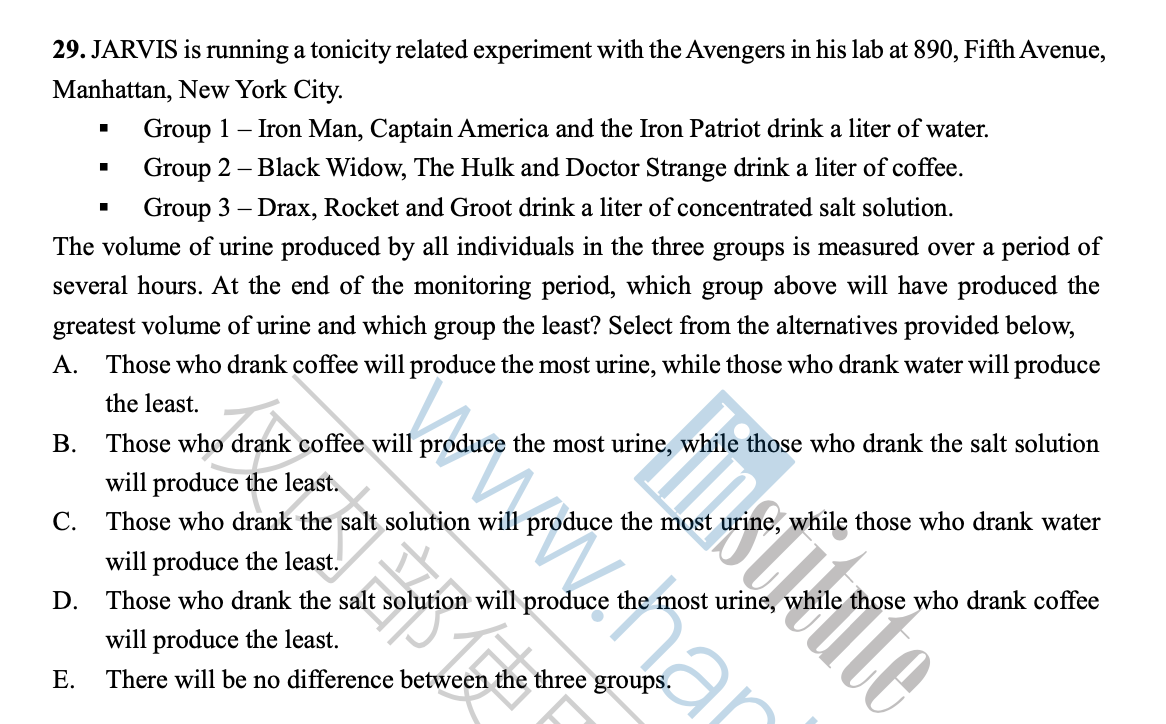 29. JARVIS is running a tonicity related experiment with the Avengers in his lab at 890, Fifth Avenue,
Manhattan, New York City.
▪ Group 1 – Iron Man, Captain America and the Iron Patriot drink a liter of water.
▪ Group 2 – Black Widow, The Hulk and Doctor Strange drink a liter of coffee.
▪ Group 3 – Drax, Rocket and Groot drink a liter of concentrated salt solution.
The volume of urine produced by all individuals in the three groups is measured over a period of
several hours. At the end of the monitoring period, which group above will have produced the
greatest volume of urine and which group the least? Select from the alternatives provided below,
A. Those who drank coffee will produce the most urine, while those who drank water will produce
the least.
B. Those who drank coffee will produce the most urine, while those who drank the salt solution
will produce the least.
C. Those who drank the salt solution will produce the most urine, while those who drank water
will produce the least.
D. Those who drank the salt solution will produce the most urine, while those who drank coffee
will produce the least.
E. There will be no difference between the three groups.
仅内部使
www.han
institute